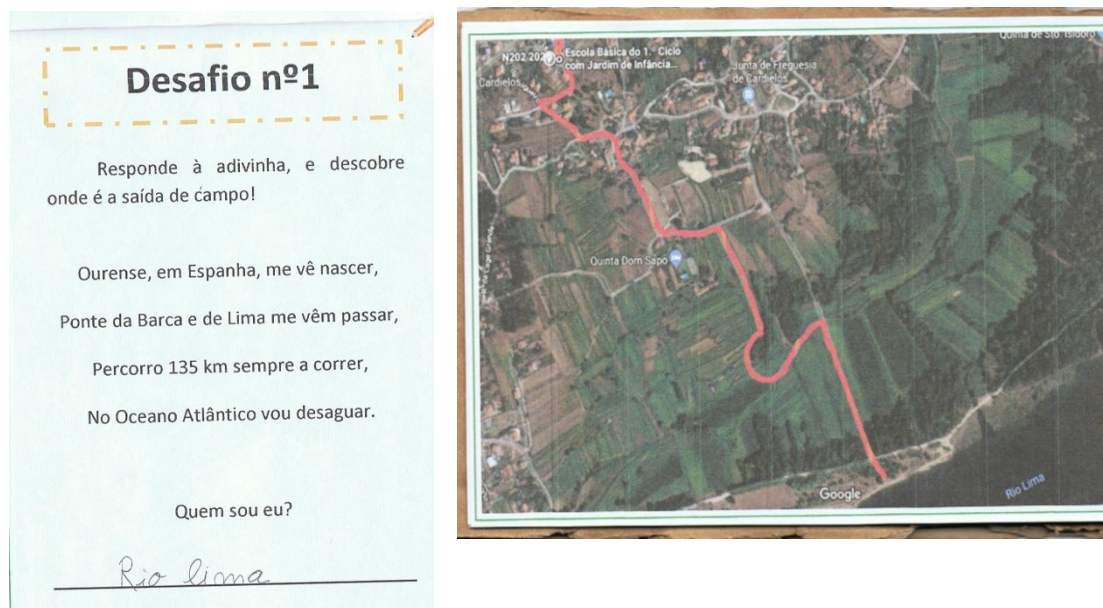 Desafio nº1
Responde à adivinha, e descobre
onde é a saída de campo!
Ourense, em Espanha, me vê nascer,
Ponte da Barca e de Lima me vêm passar,
Percorro 135 km sempre a correr,
No Oceano Atlântico vou desaguar.
Quem sou eu?
Rio lima
Quinta de Sto. Isidoro
N202 202
Escola Básica do 1.º Ciclo
com Jardim de Infância...
Junta de Freguesia
de Cardielos
Cardielos
Quinta Dom Sapo
Google
Rio Lima